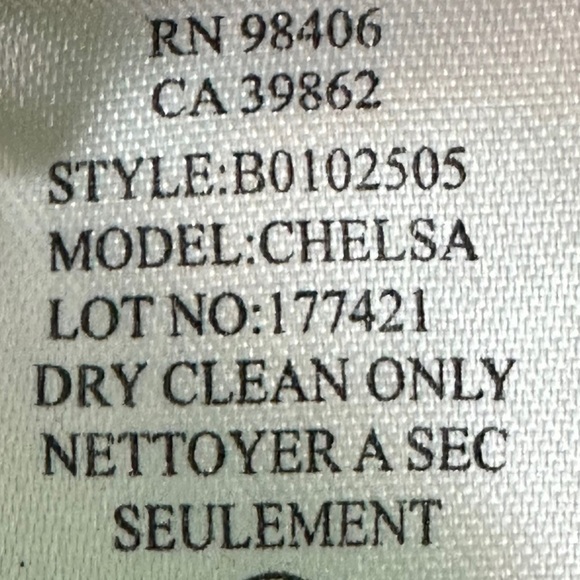 RN 98406
CA 39862
STYLE:B0102505
MODEL:CHELSA
LOT NO:177421
DRY CLEAN ONLY
NETTOYER A SEC
SEULEMENT